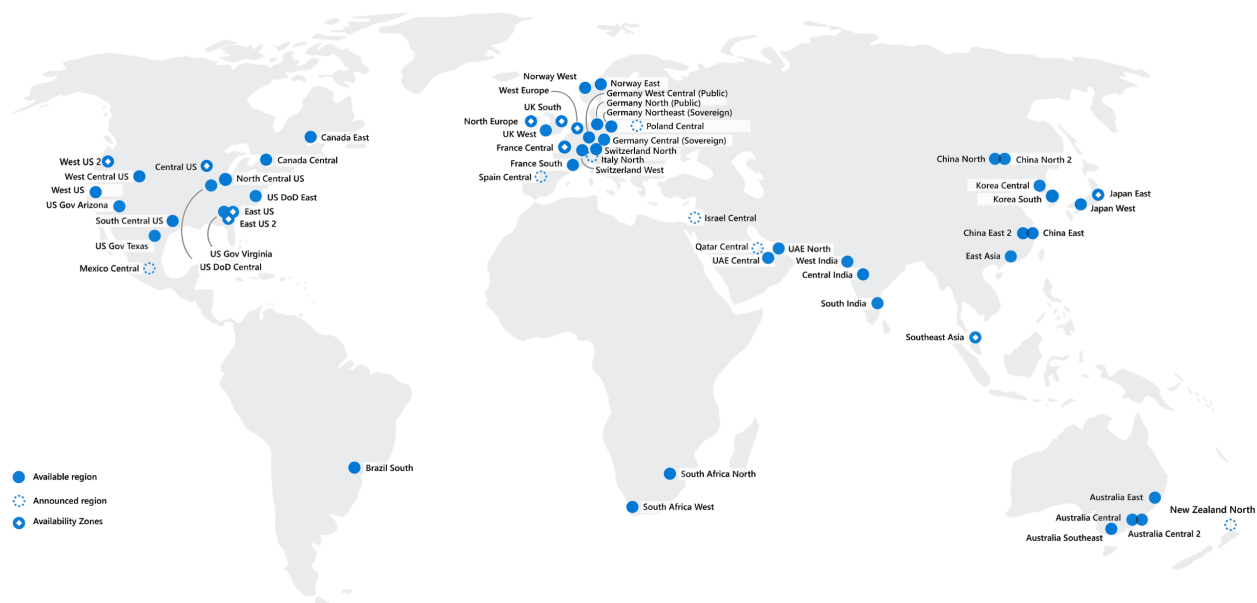 Norway West
Norway East
West Europe
Germany West Central (Public)
Germany North (Public)
UK South
Germany Northeast (Sovereign)
North Europe
Poland Central
UK West
Germany Central (Sovereign)
France Central
Switzerland North
Italy North
France South
Switzerland West
Spain Central
Canada East
West US 2
Central US
Canada Central
West Central US
North Central US
West US
US DoD East
US Gov Arizona
East US
South Central US
East US 2
US Gov Texas
US Gov Virginia
US DoD Central
Mexico Central
China North
China North 2
Korea Central
Korea South
Japan East
Japan West
Israel Central
China East 2
China East
Qatar Central
UAE North
UAE Central
West India
East Asia
Central India
South India
Southeast Asia
Brazil South
South Africa North
South Africa West
Australia East
New Zealand North
Australia Central
Australia Central 2
Australia Southeast
Available region
Announced region
Availability Zones